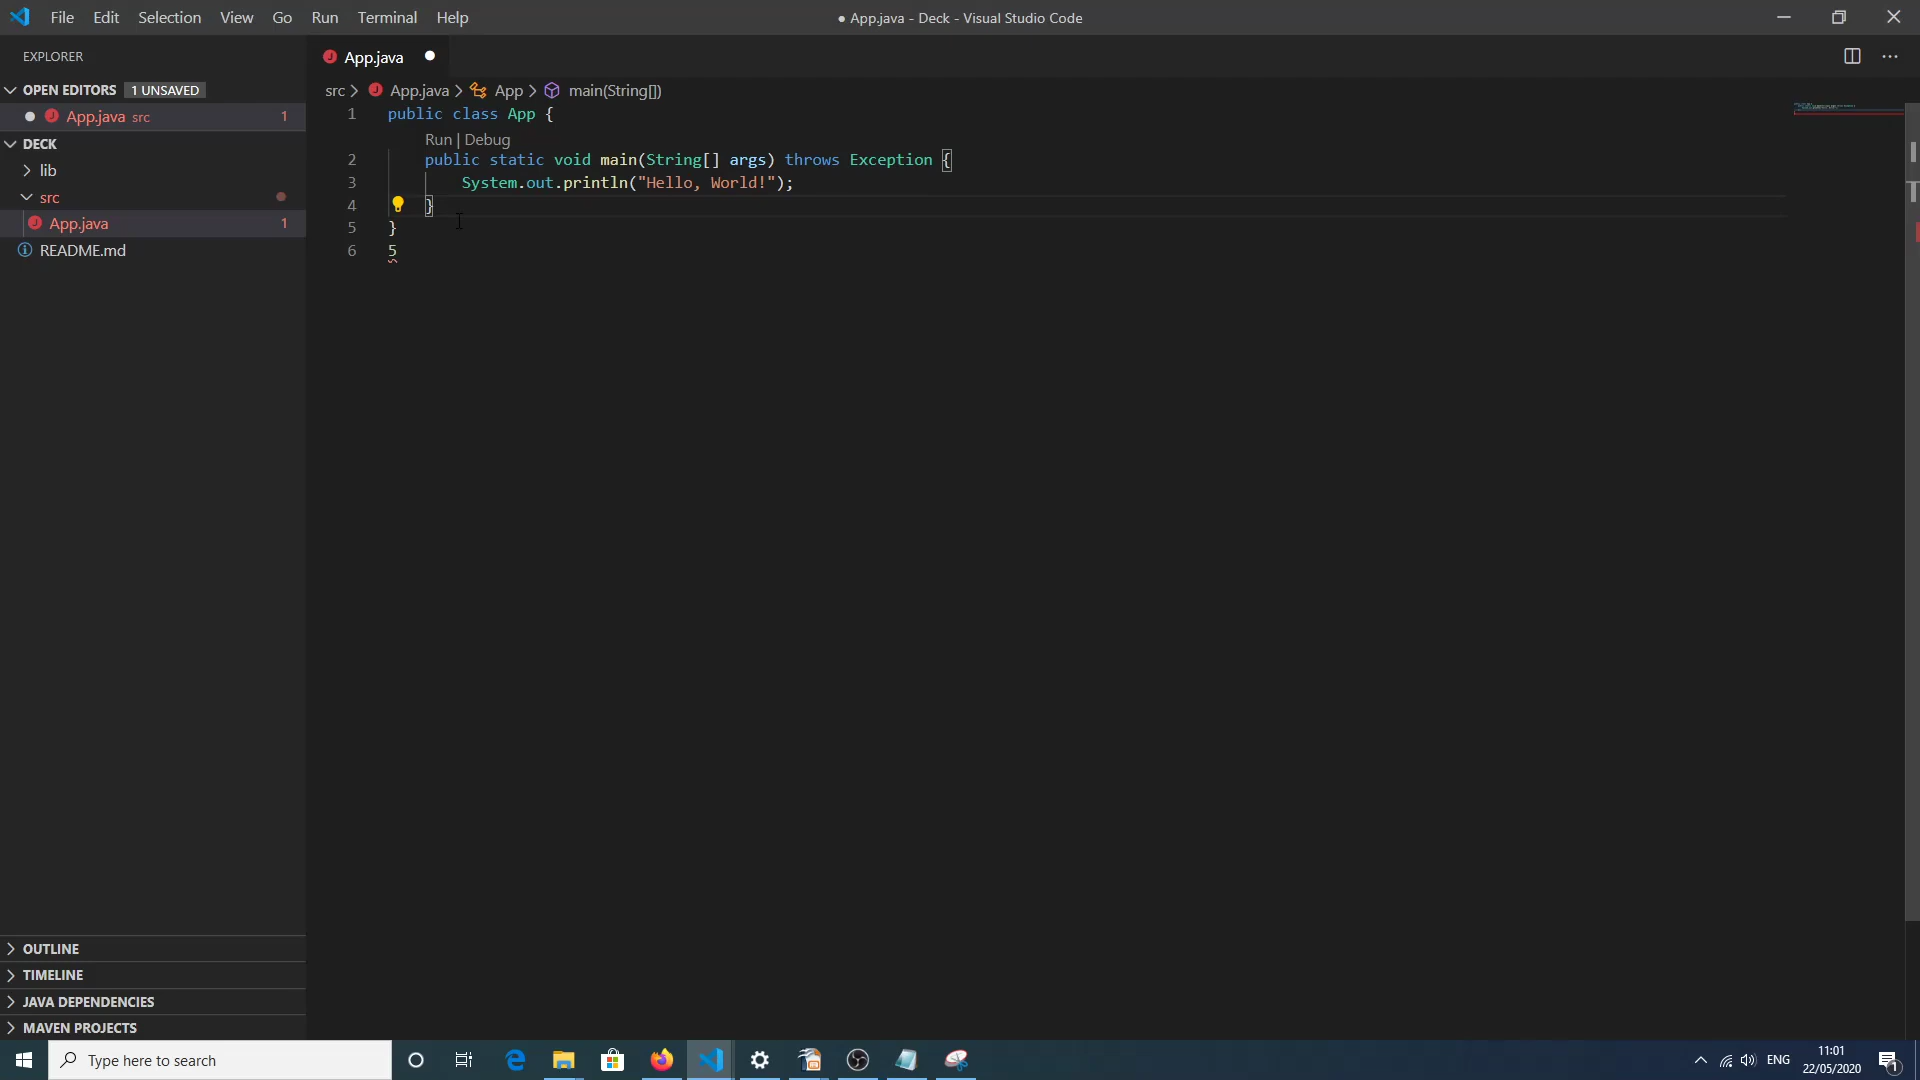 File Edit Selection View Go Run Terminal Help
● App.java - Deck - Visual Studio Code
EXPLORER
OPEN EDITORS 1 UNSAVED
App.java src 1
DECK
lib
src
App.java 1
README.md
OUTLINE
TIMELINE
JAVA DEPENDENCIES
MAVEN PROJECTS
App.java
src > App.java > App > main(String[])
1 public class App {
Run | Debug
2 public static void main(String[] args) throws Exception {
3 System.out.println("Hello, World!");
4 }
5 }
6 5
Type here to search
ENG
11:01
22/05/2020
1